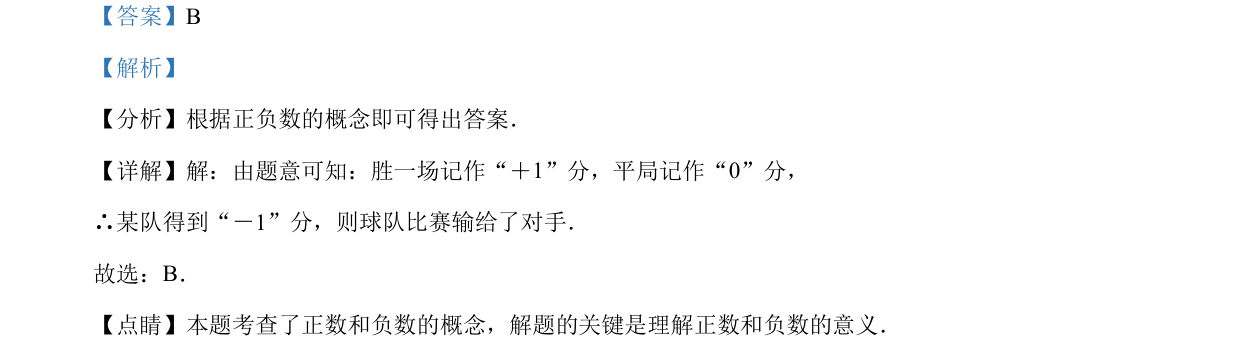 【答案】B
【解析】
【分析】根据正负数的概念即可得出答案．
【详解】解：由题意可知：胜一场记作“＋1”分，平局记作“0”分，
∴某队得到“－1”分，则球队比赛输给了对手．
故选：B．
【点睛】本题考查了正数和负数的概念，解题的关键是理解正数和负数的意义．